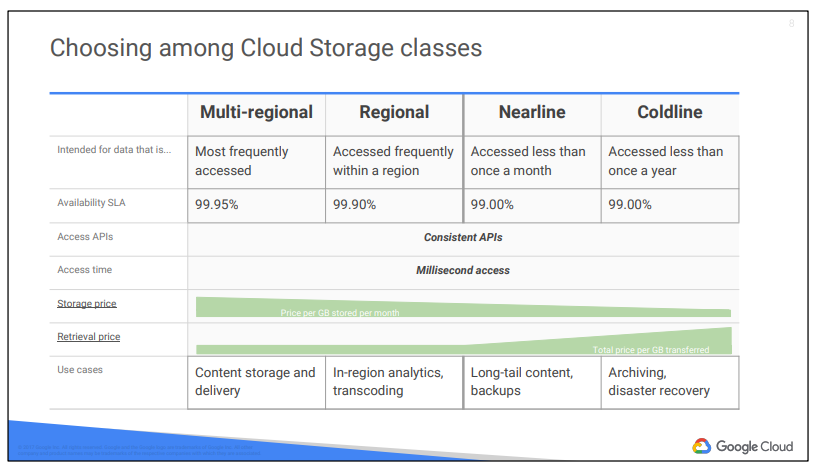 8
Choosing among Cloud Storage classes
Multi-regional Regional Nearline Coldline
Intended for data that is... Most frequently accessed Accessed frequently within a region Accessed less than once a month Accessed less than once a year
Availability SLA 99.95% 99.90% 99.00% 99.00%
Access APIs Consistent APIs
Access time Millisecond access
Storage price Price per GB stored per month
Retrieval price Total price per GB transferred
Use cases Content storage and delivery In-region analytics, transcoding Long-tail content, backups Archiving, disaster recovery
Google Cloud